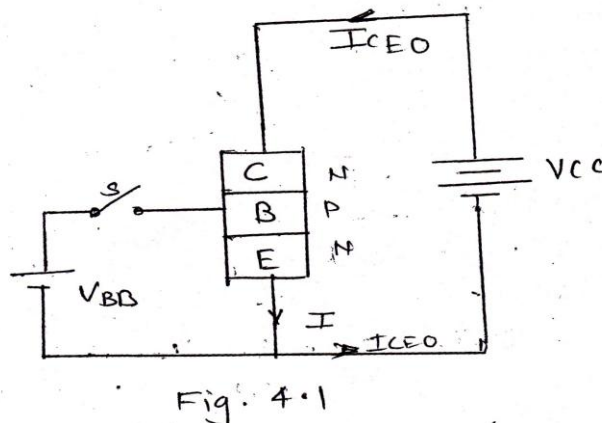 ICEO
C N
S B P VCC
E N
VBB
I
ICEO
Fig. 4.1